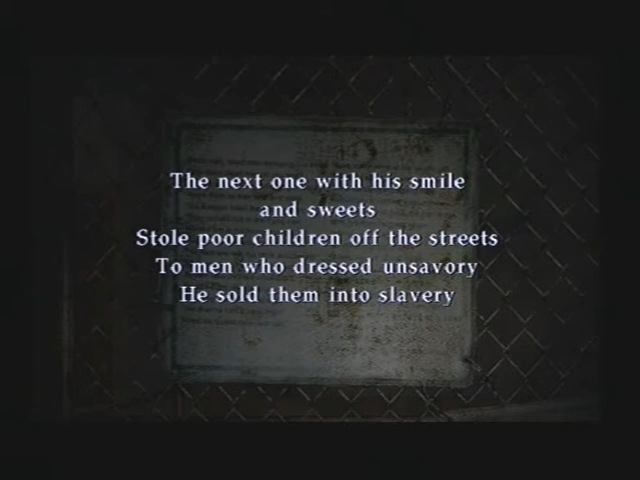 The next one with his smile
and sweets
Stole poor children off the streets
To men who dressed unsavory
He sold them into slavery